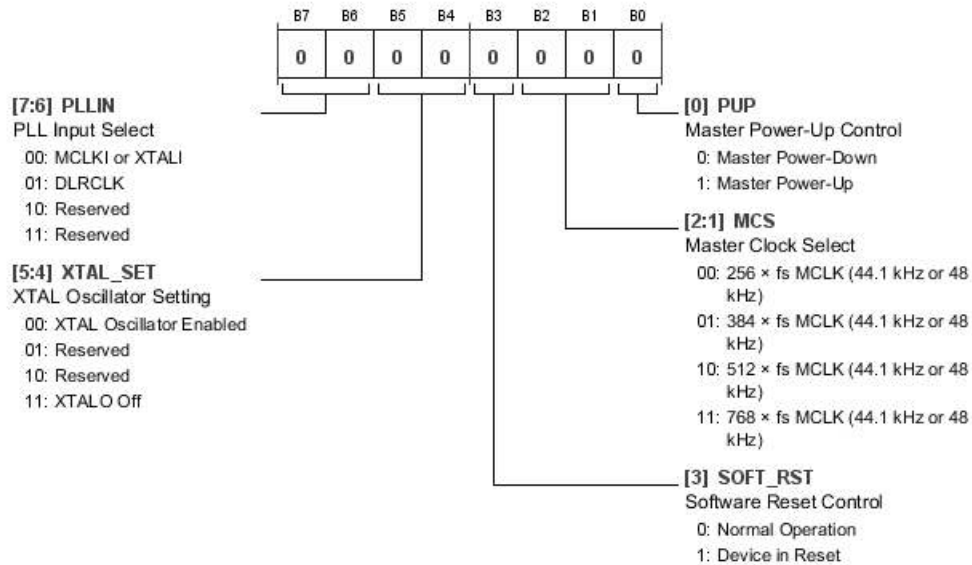 B7 B6 B5 B4 B3 B2 B1 B0
0 0 0 0 0 0 0 0
[7:6] PLLIN
PLL Input Select
00: MCLKI or XTALI
01: DLRCLK
10: Reserved
11: Reserved
[5:4] XTAL_SET
XTAL Oscillator Setting
00: XTAL Oscillator Enabled
01: Reserved
10: Reserved
11: XTALO Off
[0] PUP
Master Power-Up Control
0: Master Power-Down
1: Master Power-Up
[2:1] MCS
Master Clock Select
00: 256 × fs MCLK (44.1 kHz or 48
kHz)
01: 384 × fs MCLK (44.1 kHz or 48
kHz)
10: 512 × fs MCLK (44.1 kHz or 48
kHz)
11: 768 × fs MCLK (44.1 kHz or 48
kHz)
[3] SOFT_RST
Software Reset Control
0: Normal Operation
1: Device in Reset